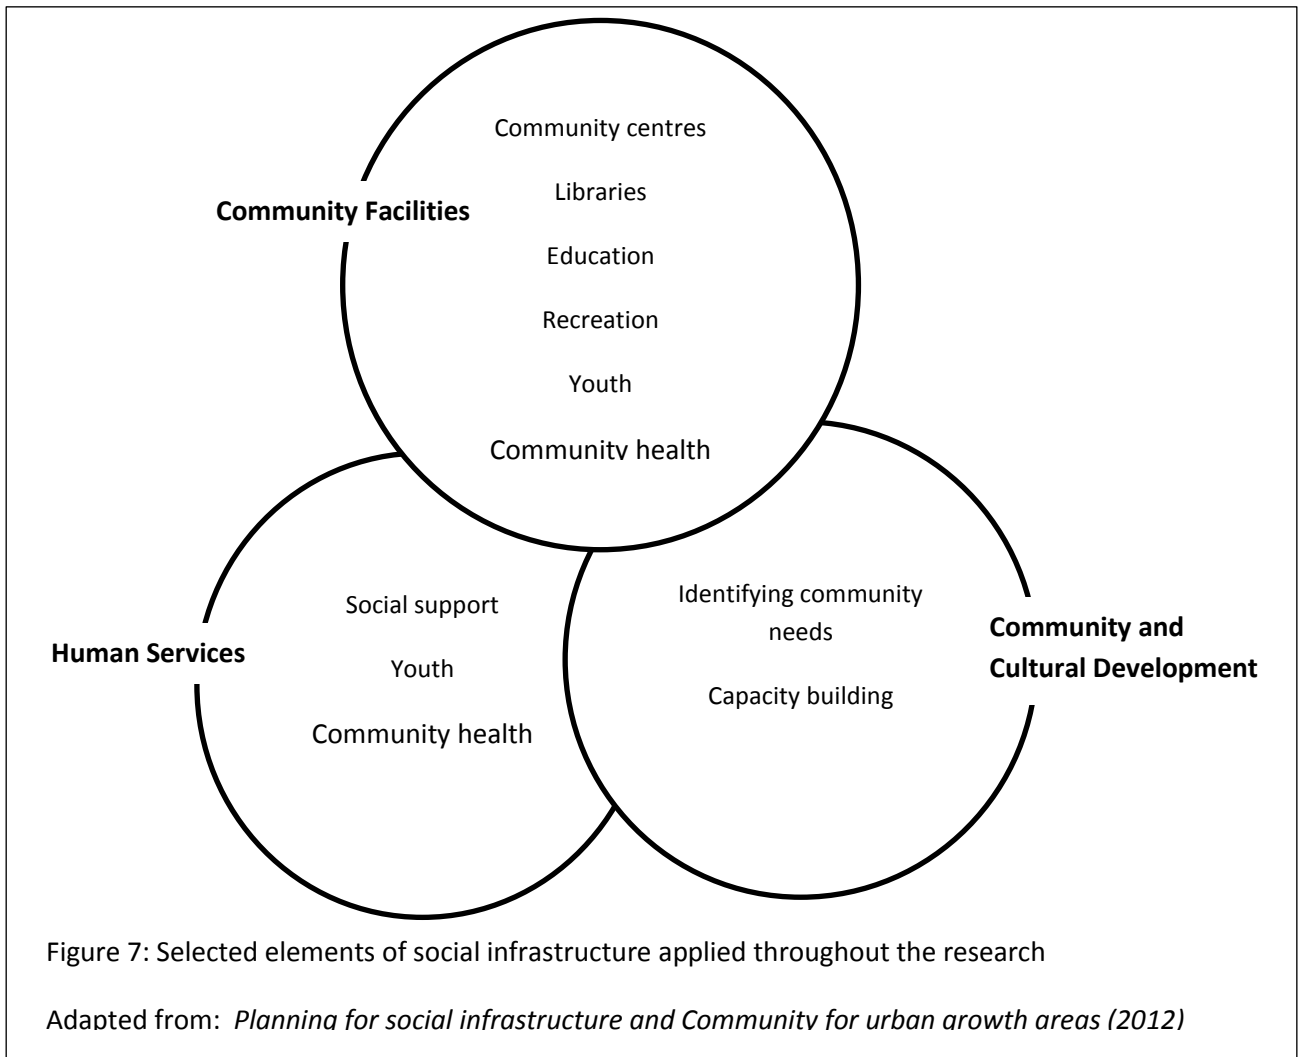 Community centres
Libraries
Community Facilities
Education
Recreation
Youth
Community health
Social support
Youth
Community health
Human Services
Identifying community
needs
Capacity building
Community and
Cultural Development
Figure 7: Selected elements of social infrastructure applied throughout the research
Adapted from: Planning for social infrastructure and Community for urban growth areas (2012)